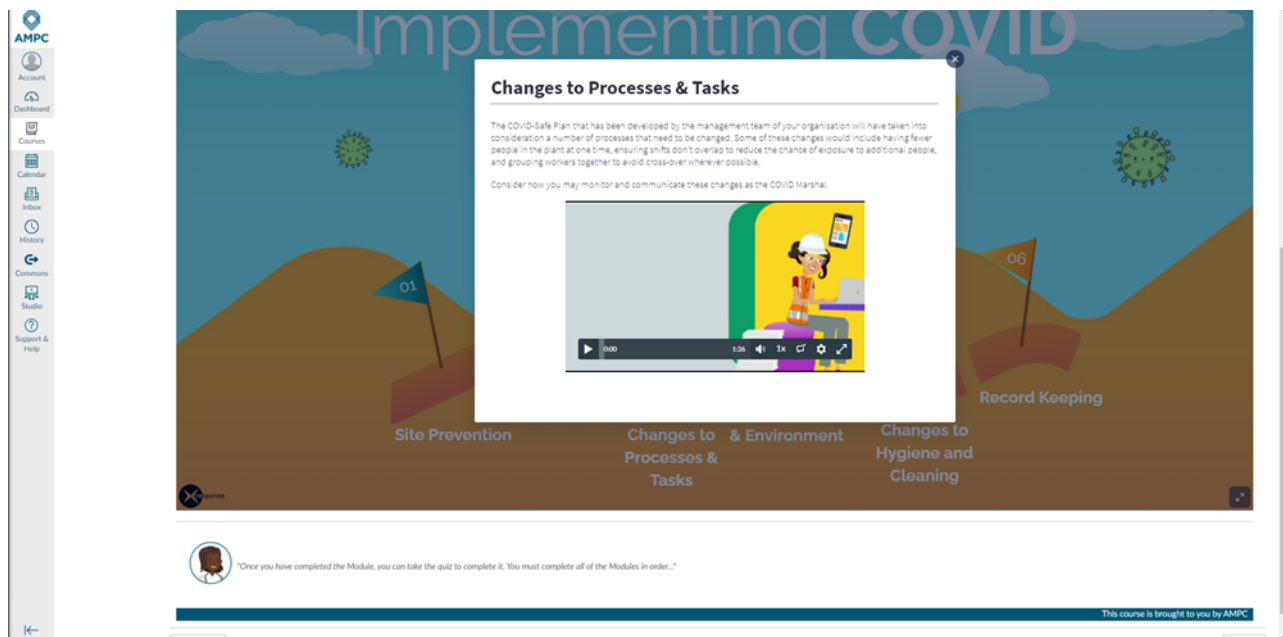 Implementing COVID
AMPC
Account
Dashboard
Courses
Calendar
Inbox
History
Commons
Studio
Support &
Help
Changes to Processes & Tasks
The COVID-Safe Plan that has been developed by the management team of your organisation will have taken into
consideration a number of processes that need to be changed. Some of these changes would include having fewer
people in the plant at one time, ensuring shifts don't overlap to reduce the chance of exposure to additional people,
and grouping workers together to avoid cross-over wherever possible.
Consider how you may monitor and communicate these changes as the COVID Marshal.
0:00
1:26
1x
01
06
Site Prevention
Changes to
Processes &
Tasks
& Environment
Changes to
Hygiene and
Cleaning
Record Keeping
response
"Once you have completed the Module, you can take the quiz to complete it. You must complete all of the Modules in order..."
This course is brought to you by AMPC